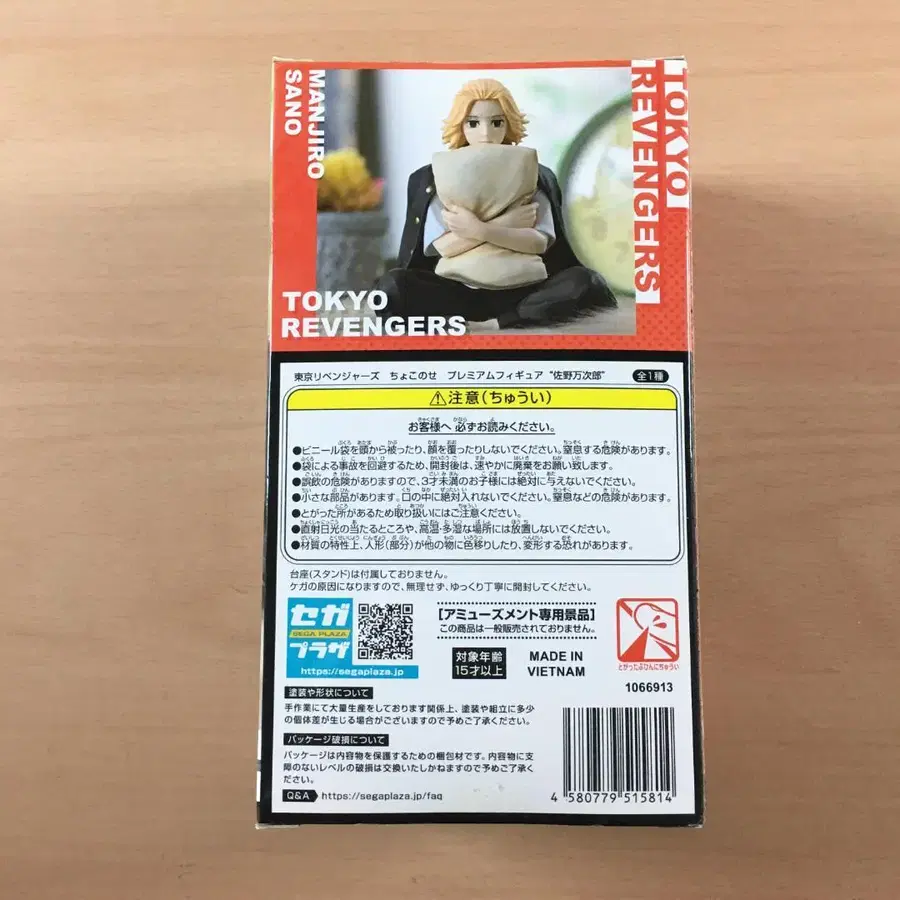 MANJIRO
SANO
TOKYO
REVENGERS
TOKYO
REVENGERS
東京リベンジャーズ ちょこのせ プレミアムフィギュア“佐野万次郎” 全1種
⚠注意(ちゅうい)
お客様へ 必ずお読みください。
●ビニール袋を頭から被ったり、顔を覆ったりしないでください。窒息する危険があります。
●袋による事故を回避するため、開封後は、速やかに廃棄をお願い致します。
●誤飲の危険がありますので、3才未満のお子様には絶対に与えないでください。
●小さな部品があります。口の中に絶対入れないでください。窒息などの危険があります。
●とがった所があるため取り扱いにはご注意ください。
●直射日光の当たるところや、高温・多湿な場所には放置しないでください。
●材質の特性上、人形(部分)が他の物に色移りしたり、変形する恐れがあります。
台座(スタンド)は付属しておりません。
ケガの原因になりますので、無理せず、ゆっくり丁寧に開封してください。
セガ
SEGA PLAZA
プラザ
https://segaplaza.jp
[アミューズメント専用景品]
この商品は一般販売されておりません。
対象年齢
15才以上
MADE IN
VIETNAM
とがったぶひんにちゅうい
1066913
塗装や形状について
手作業にて大量生産をしております関係上、塗装や組立に多少
の個体差が生じる場合がございますので予めご了承ください。
パッケージ破損について
パッケージは内容物を保護するための梱包材です。内容物に支
障のないレベルの破損は交換いたしかねますので予めご了承く
ださい。
Q&A https://segaplaza.jp/faq
4 580779 515814